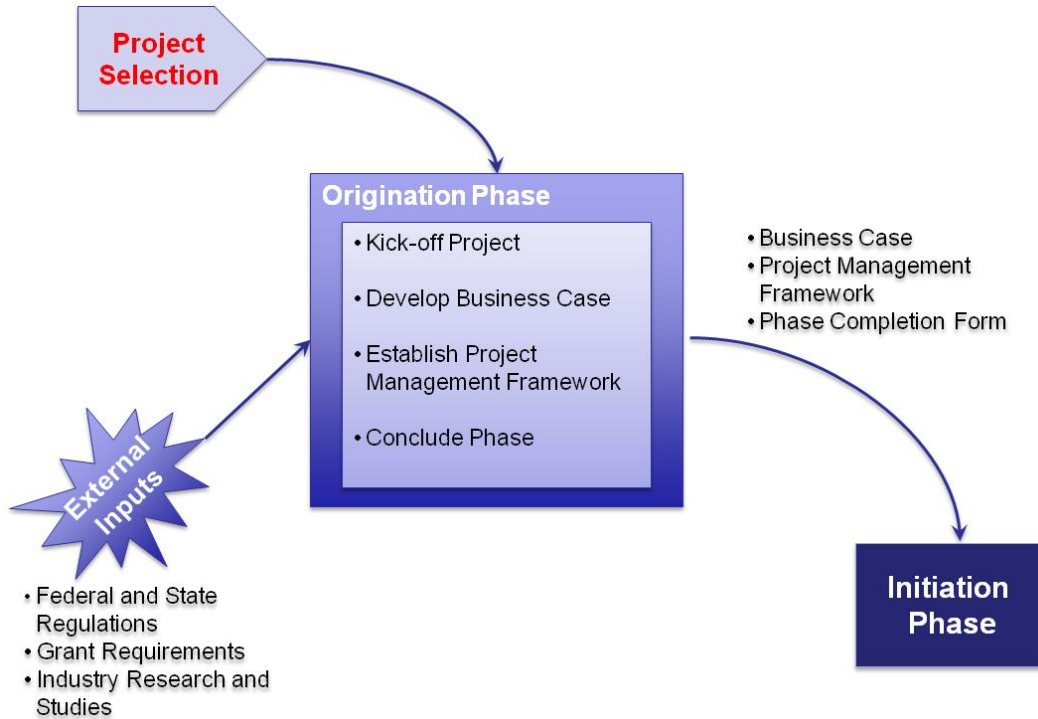 Project
Selection
Origination Phase
• Kick-off Project
• Develop Business Case
• Establish Project
Management Framework
• Conclude Phase
• Business Case
• Project Management
Framework
• Phase Completion Form
External
Inputs
• Federal and State
Regulations
• Grant Requirements
• Industry Research and
Studies
Initiation
Phase